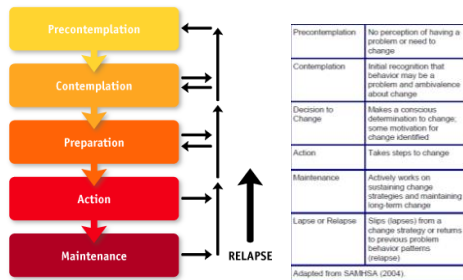 Precontemplation
Contemplation
Preparation
Action
Maintenance
RELAPSE
Precontemplation
No perception of having a
problem or need to
change
Contemplation
Initial recognition that
behavior may be a
problem and ambivalence
about change
Decision to
Change
Makes a conscious
determination to change;
some motivation for
change identified
Action
Takes steps to change
Maintenance
Actively works on
sustaining change
strategies and maintaining
long-term change
Lapse or Relapse
Slips (lapses) from a
change strategy or returns
to previous problem
behavior patterns
(relapse)
Adapted from SAMHSA (2004).